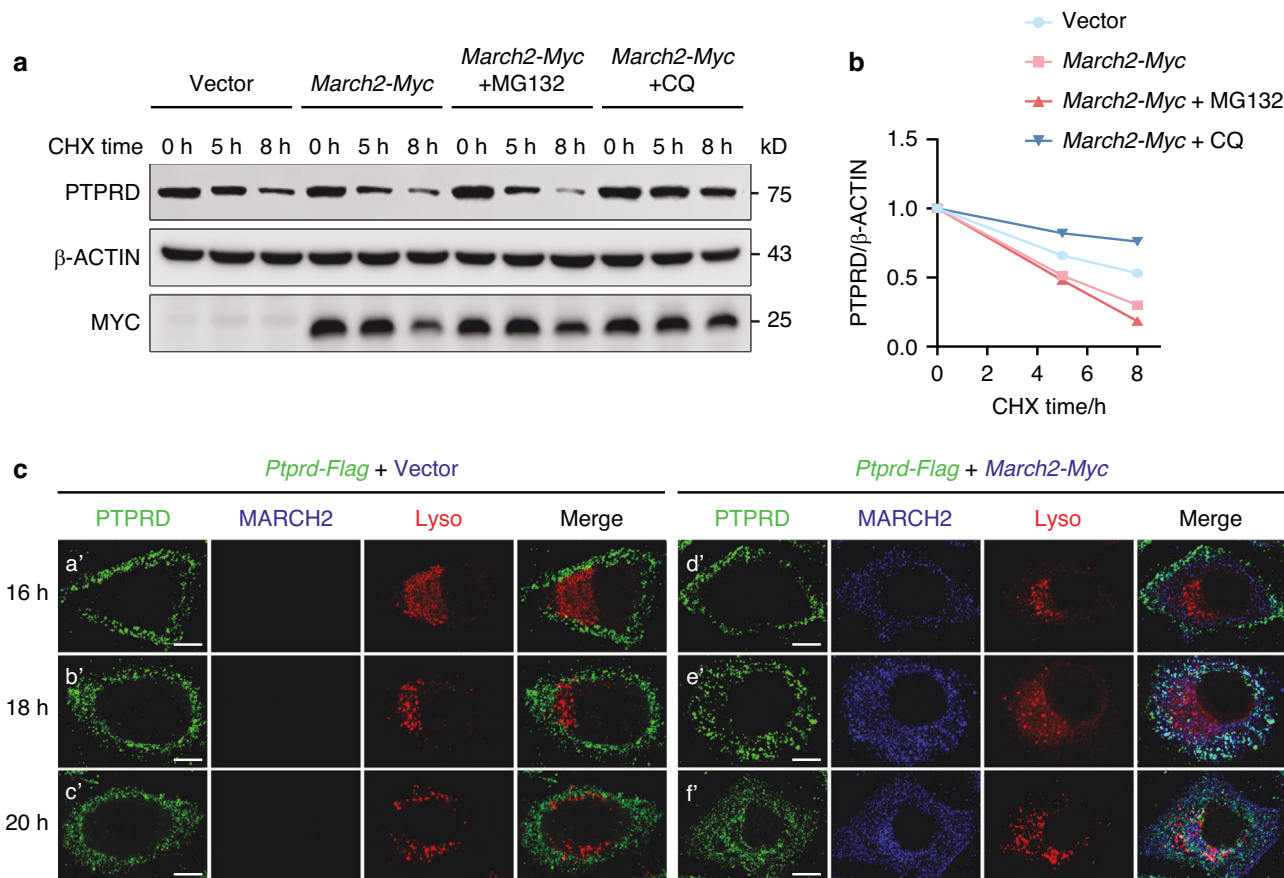 a
Vector
March2-Myc
March2-Myc
+MG132
March2-Myc
+CQ
CHX time 0 h 5 h 8 h 0 h 5 h 8 h 0 h 5 h 8 h 0 h 5 h 8 h kD
PTPRD 75
β-ACTIN 43
MYC 25
b
Vector
March2-Myc
March2-Myc + MG132
March2-Myc + CQ
PTPRD/β-ACTIN
1.5
1.0
0.5
0.0
0 2 4 6 8
CHX time/h
c
Ptprd-Flag + Vector
Ptprd-Flag + March2-Myc
PTPRD MARCH2 Lyso Merge PTPRD MARCH2 Lyso Merge
16 h a' d'
18 h b' e'
20 h c' f'